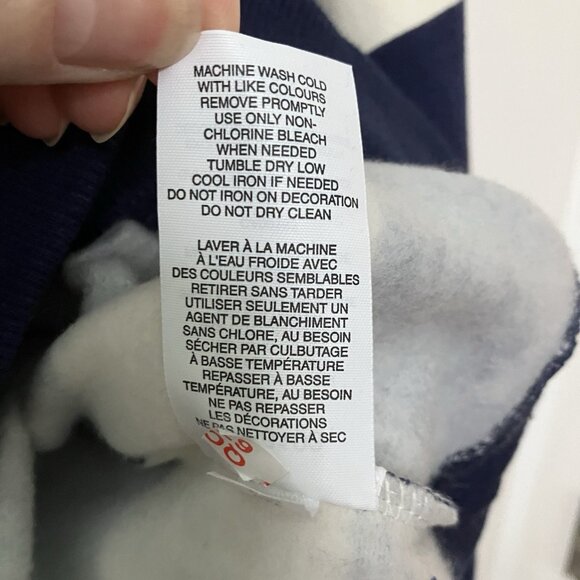 MACHINE WASH COLD
WITH LIKE COLOURS
REMOVE PROMPTLY
USE ONLY NON-
CHLORINE BLEACH
WHEN NEEDED
TUMBLE DRY LOW
COOL IRON IF NEEDED
DO NOT IRON ON DECORATION
DO NOT DRY CLEAN
LAVER À LA MACHINE
À L'EAU FROIDE AVEC
DES COULEURS SEMBLABLES
RETIRER SANS TARDER
UTILISER SEULEMENT UN
AGENT DE BLANCHIMENT
SANS CHLORE, AU BESOIN
SÉCHER PAR CULBUTAGE
À BASSE TEMPÉRATURE
REPASSER À BASSE
TEMPÉRATURE, AU BESOIN
NE PAS REPASSER
LES DÉCORATIONS
NE PAS NETTOYER À SEC